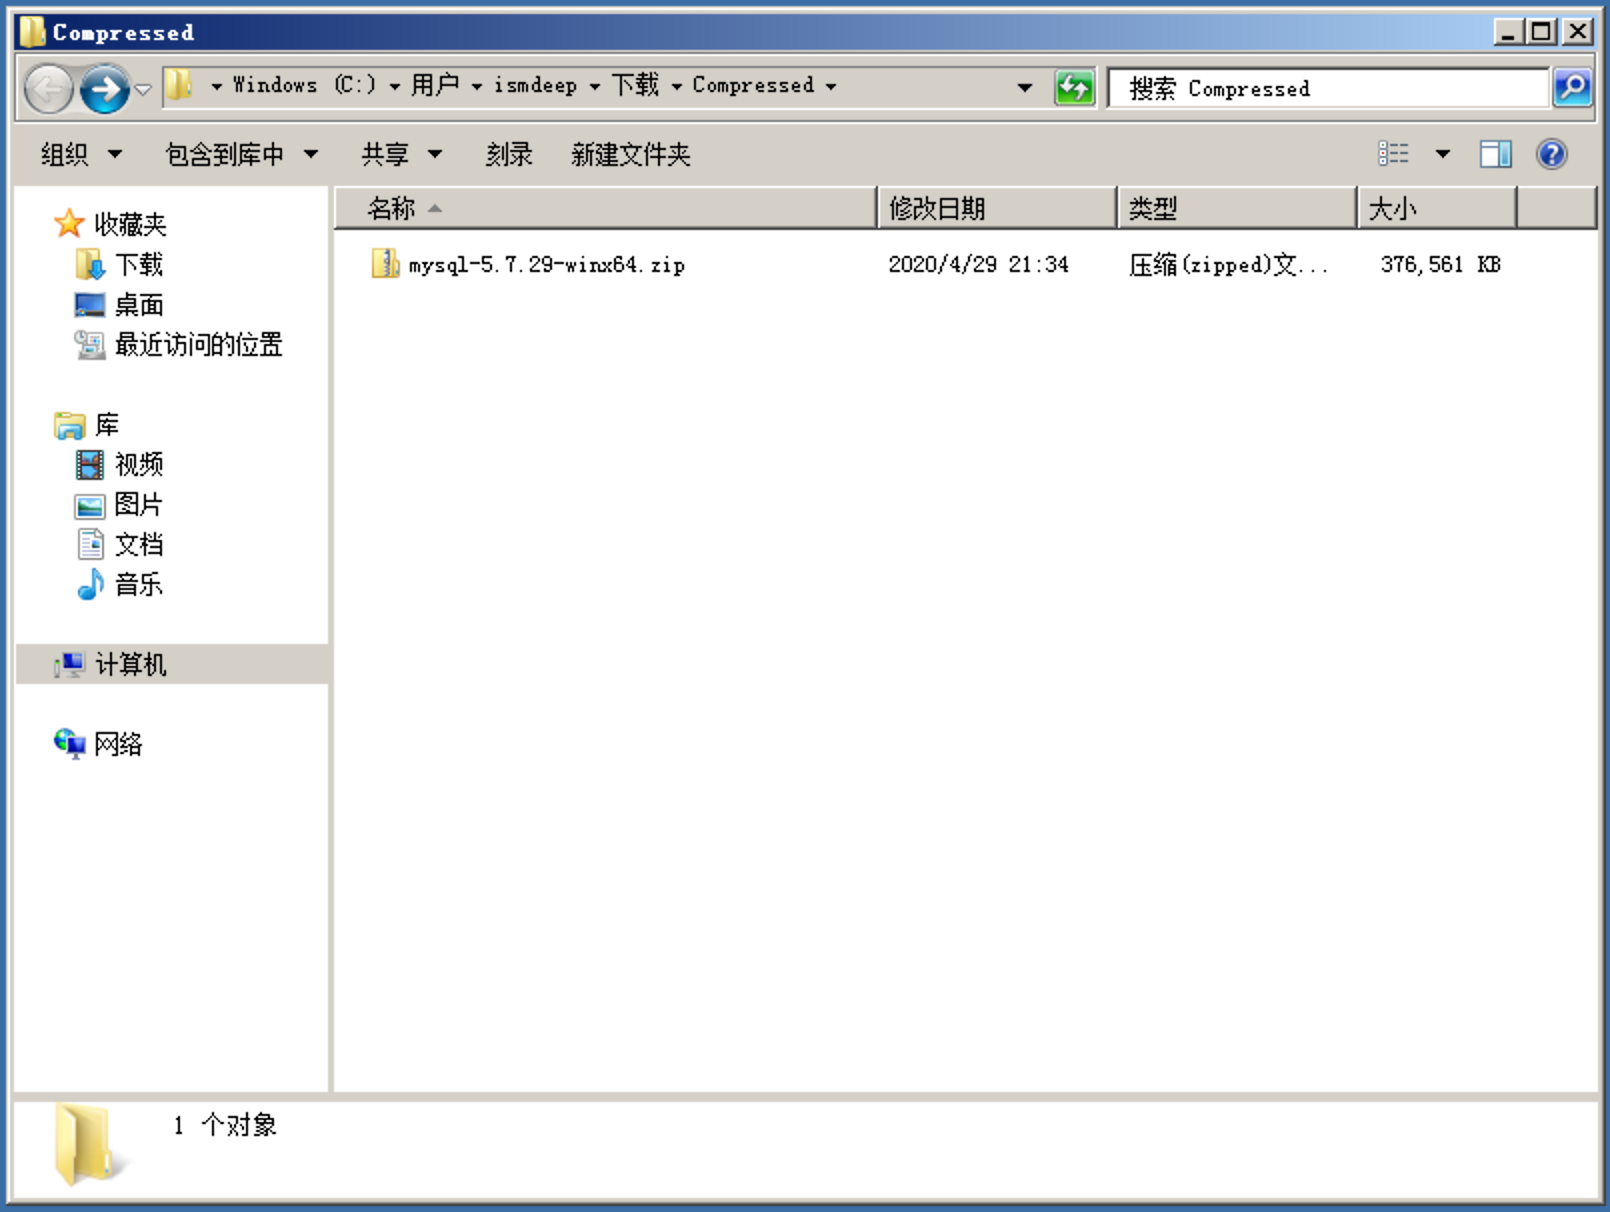 Compressed
Windows (C:) 用户 ismdeep 下载 Compressed
搜索 Compressed
组织 包含到库中 共享 刻录 新建文件夹
名称 修改日期 类型 大小
mysql-5.7.29-winx64.zip 2020/4/29 21:34 压缩(zipped)文... 376,561 KB
收藏夹
下载
桌面
最近访问的位置
库
视频
图片
文档
音乐
计算机
网络
1 个对象